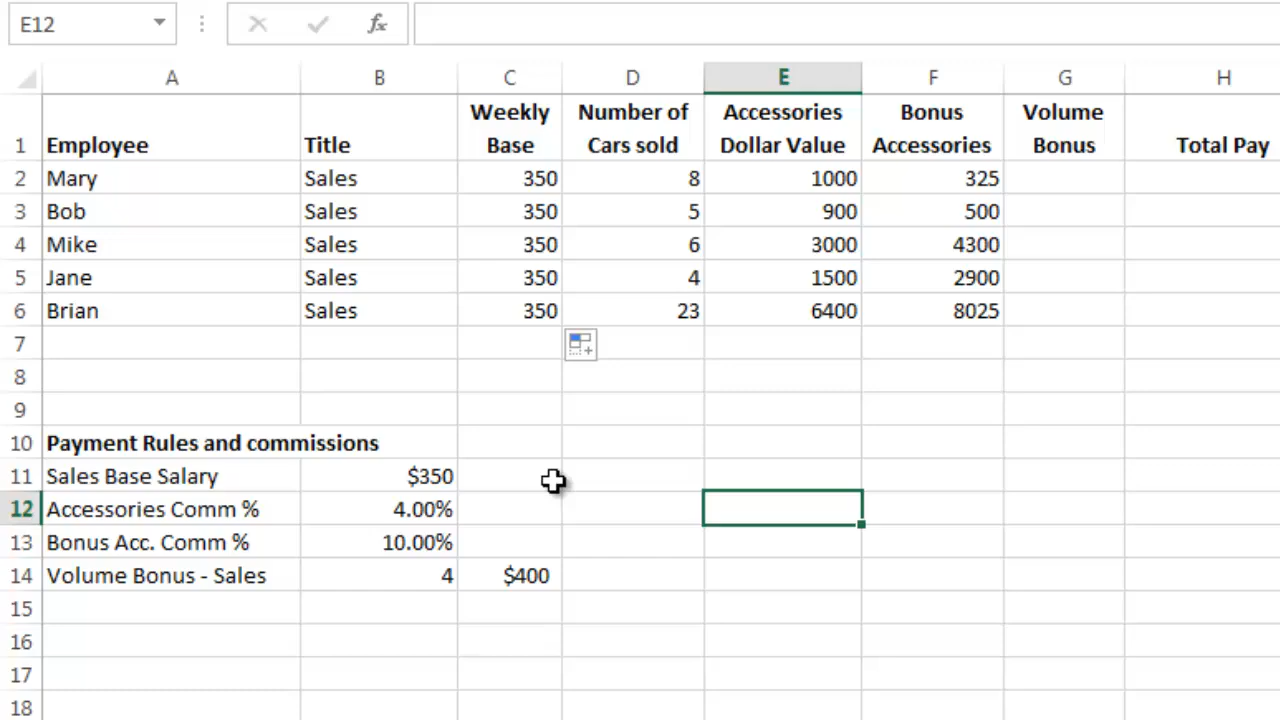 E12 fx
A B C D E F G H
Weekly Number of Accessories Bonus Volume
1 Employee Title Base Cars sold Dollar Value Accessories Bonus Total Pay
2 Mary Sales 350 8 1000 325
3 Bob Sales 350 5 900 500
4 Mike Sales 350 6 3000 4300
5 Jane Sales 350 4 1500 2900
6 Brian Sales 350 23 6400 8025
7
8
9
10 Payment Rules and commissions
11 Sales Base Salary $350
12 Accessories Comm % 4.00%
13 Bonus Acc. Comm % 10.00%
14 Volume Bonus - Sales 4 $400
15
16
17
18